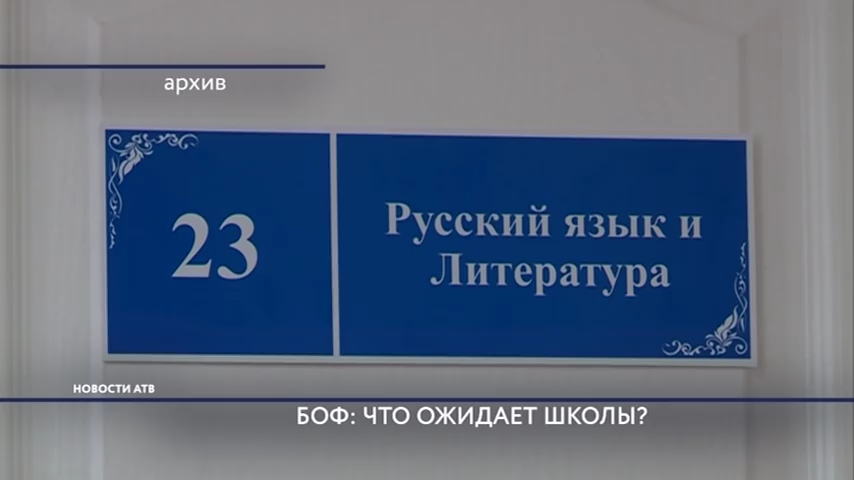 архив
23
Русский язык и
Литература
НОВОСТИ АТВ
БОФ: ЧТО ОЖИДАЕТ ШКОЛЫ?